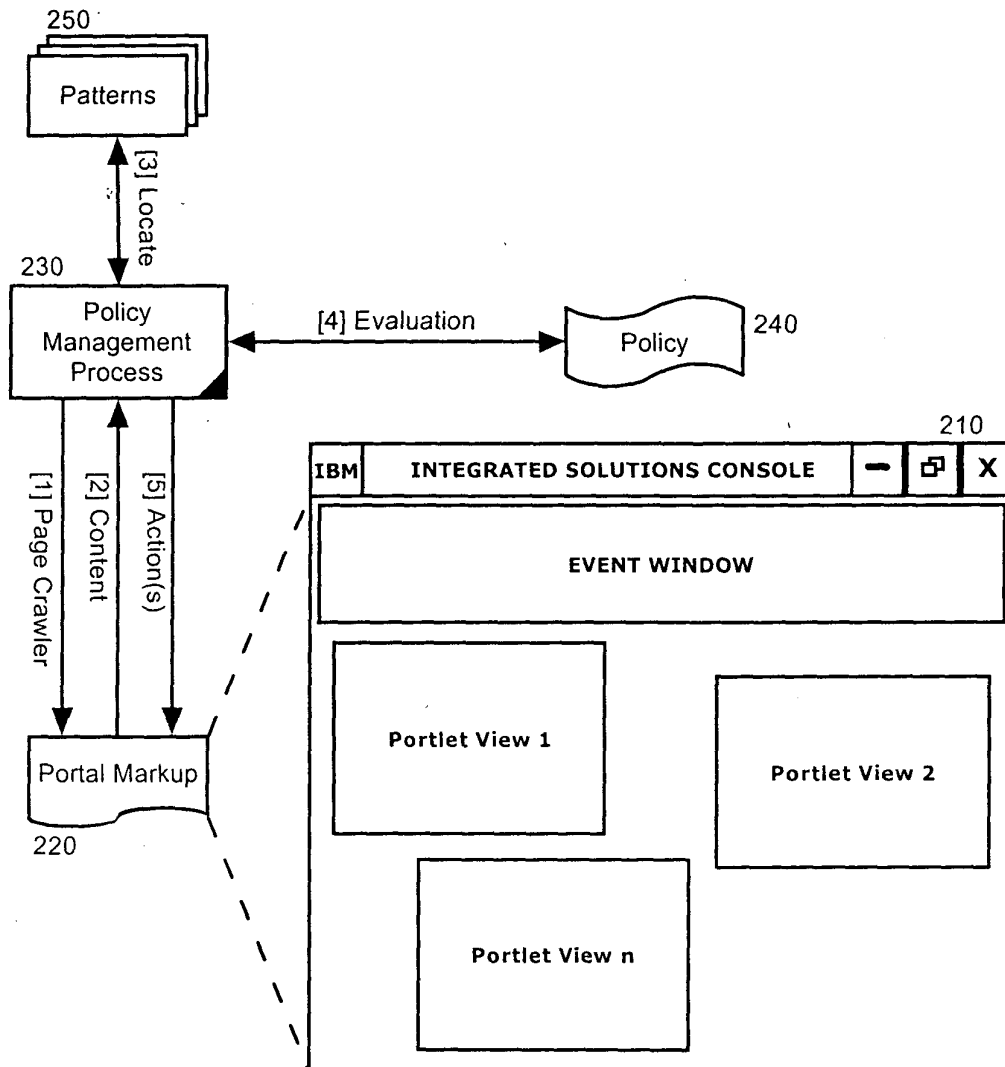 250
Patterns
[3] Locate
230
Policy
Management
Process
[4] Evaluation
Policy
240
[1] Page Crawler
[2] Content
[5] Action(s)
Portal Markup
220
210
IBM
INTEGRATED SOLUTIONS CONSOLE
X
EVENT WINDOW
Portlet View 1
Portlet View 2
Portlet View n